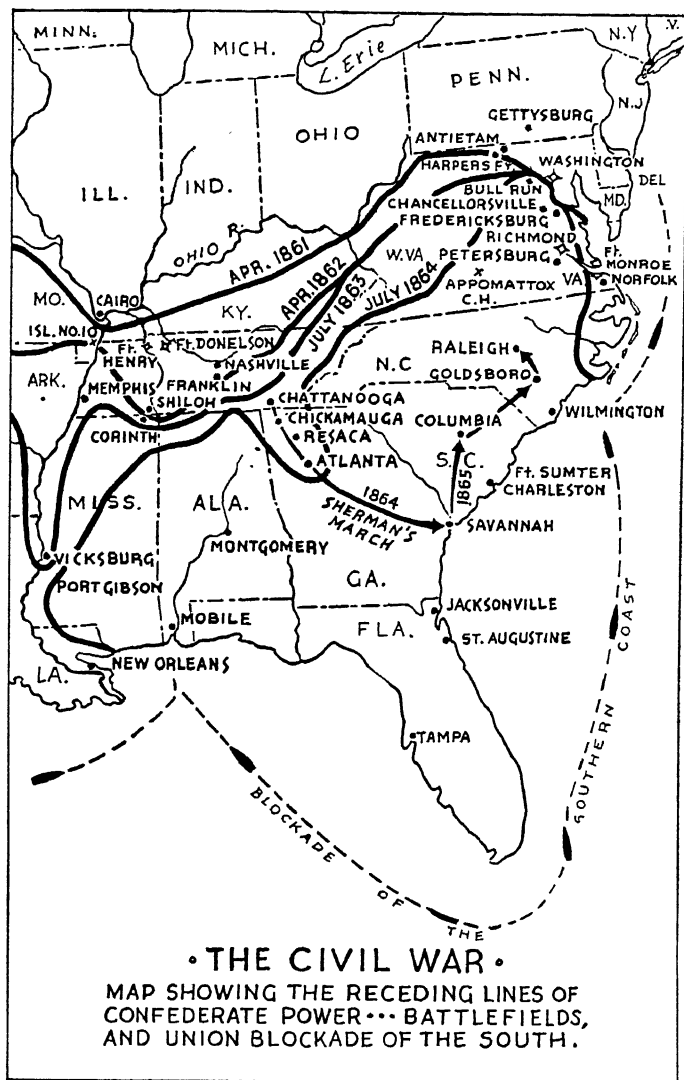 MINN.
MICH.
L. Erie
N.Y
.V.
PENN.
N.J
GETTYSBURG
OHIO
ANTIETAM
HARPERS FY.
WASHINGTON
BULL RUN
DEL
MD.
ILL.
IND.
CHANCELLORSVILLE
FREDERICKSBURG
RICHMOND
OHIO R.
APR. 1861
APR. 1862
JULY 1863
JULY 1864
W.VA
PETERSBURG
Ft.
MONROE
APPOMATTOX
C.H.
VA.
NORFOLK
MO.
CAIRO
KY.
ISL. NO. 10
Ft.
HENRY
Ft. DONELSON
NASHVILLE
N.C
RALEIGH
GOLDSBORO
ARK.
MEMPHIS
FRANKLIN
SHILOH
CHATTANOOGA
CHICKAMAUGA
COLUMBIA
WILMINGTON
CORINTH
RESACA
ATLANTA
S.C.
Ft. SUMTER
CHARLESTON
MISS.
ALA.
1864
SHERMAN'S
MARCH
1865
SAVANNAH
MONTGOMERY
VICKSBURG
PORT GIBSON
GA.
JACKSONVILLE
MOBILE
FLA.
ST. AUGUSTINE
LA.
NEW ORLEANS
TAMPA
BLOCKADE OF THE SOUTHERN COAST
• THE CIVIL WAR •
MAP SHOWING THE RECEDING LINES OF
CONFEDERATE POWER ••• BATTLEFIELDS,
AND UNION BLOCKADE OF THE SOUTH.